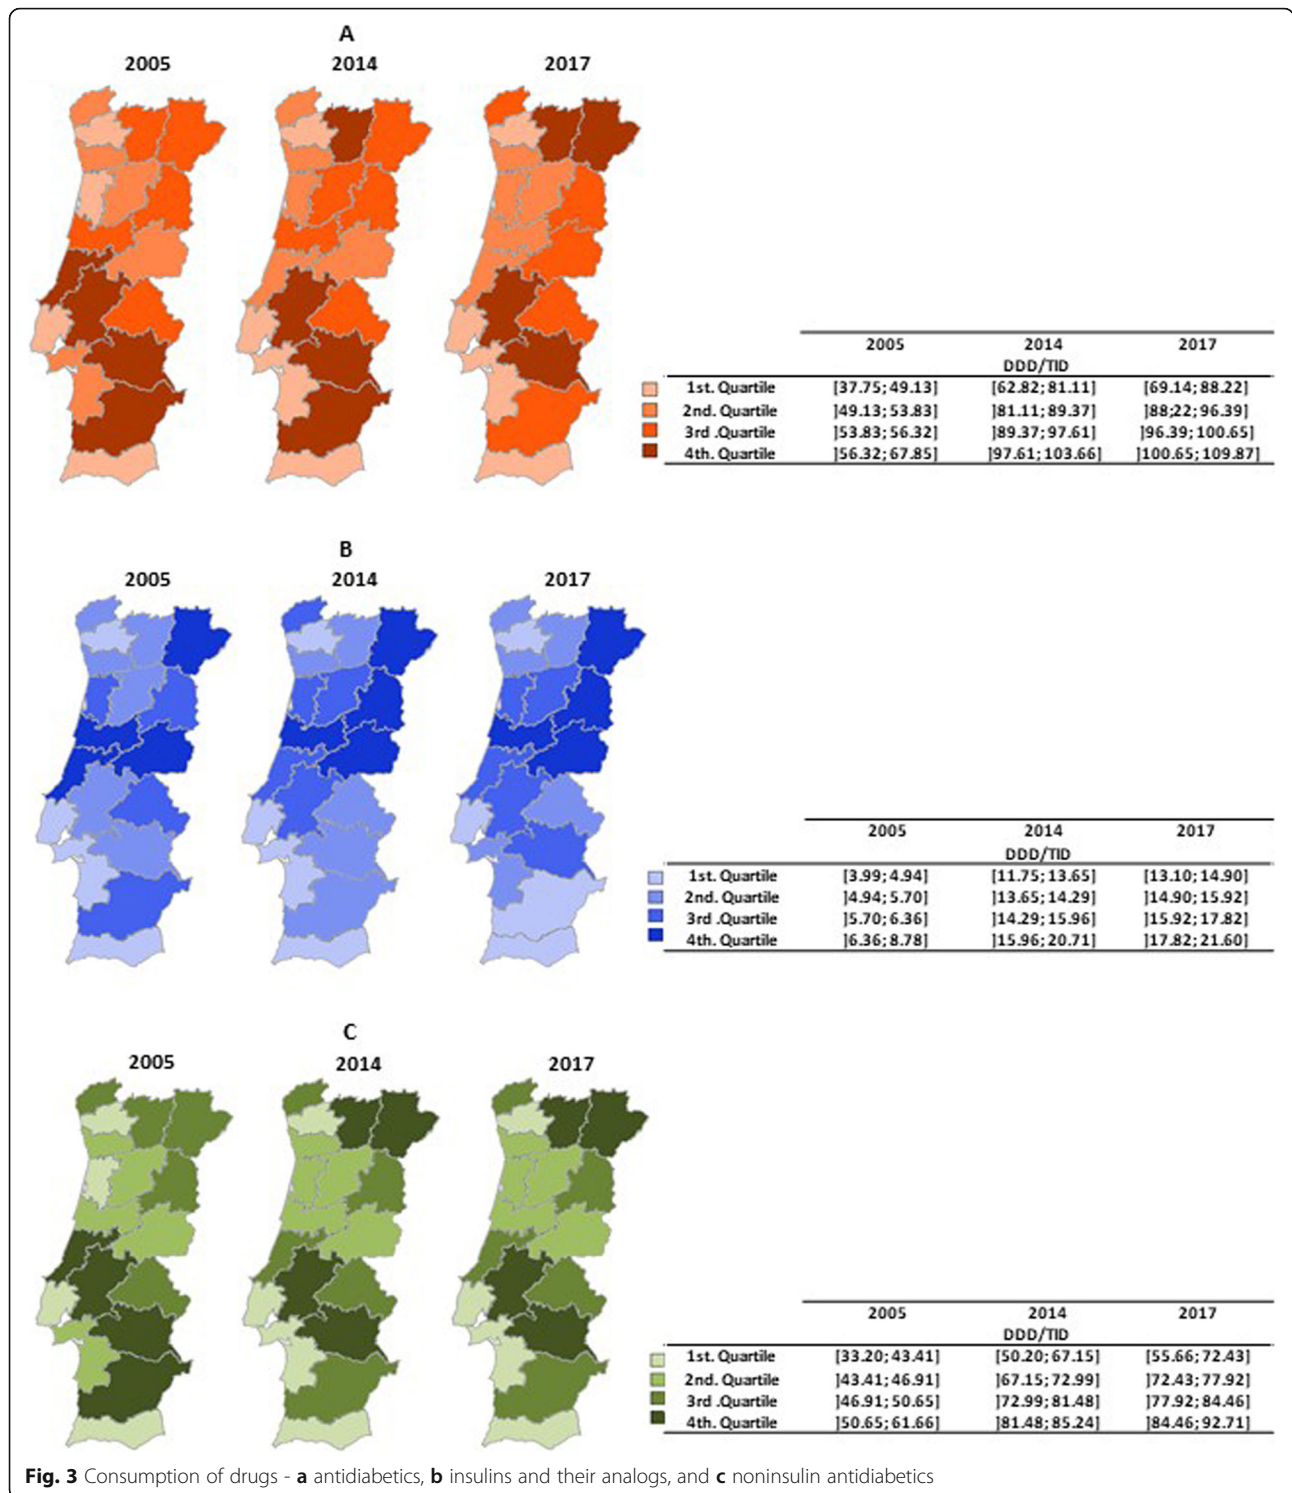 A
2005 2014 2017
2005 2014 2017
DDD/TID
1st. Quartile [37.75; 49.13] [62.82; 81.11] [69.14; 88.22]
2nd. Quartile ]49.13; 53.83] ]81.11; 89.37] ]88;22; 96.39]
3rd .Quartile ]53.83; 56.32] ]89.37; 97.61] ]96.39; 100.65]
4th. Quartile ]56.32; 67.85] ]97.61; 103.66] ]100.65; 109.87]
B
2005 2014 2017
2005 2014 2017
DDD/TID
1st. Quartile [3.99; 4.94] [11.75; 13.65] [13.10; 14.90]
2nd. Quartile ]4.94; 5.70] ]13.65; 14.29] ]14.90; 15.92]
3rd .Quartile ]5.70; 6.36] ]14.29; 15.96] ]15.92; 17.82]
4th. Quartile ]6.36; 8.78] ]15.96; 20.71] ]17.82; 21.60]
C
2005 2014 2017
2005 2014 2017
DDD/TID
1st. Quartile [33.20; 43.41] [50.20; 67.15] [55.66; 72.43]
2nd. Quartile ]43.41; 46.91] ]67.15; 72.99] ]72.43; 77.92]
3rd .Quartile ]46.91; 50.65] ]72.99; 81.48] ]77.92; 84.46]
4th. Quartile ]50.65; 61.66] ]81.48; 85.24] ]84.46; 92.71]
Fig. 3 Consumption of drugs - a antidiabetics, b insulins and their analogs, and c noninsulin antidiabetics